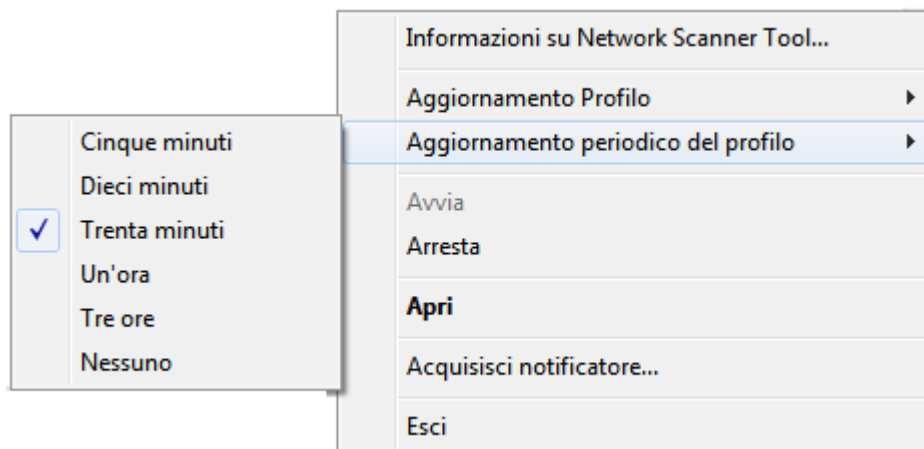 Informazioni su Network Scanner Tool...
Aggiornamento Profilo
Aggiornamento periodico del profilo
Cinque minuti
Dieci minuti
Trenta minuti
Un'ora
Tre ore
Nessuno
Avvia
Arresta
Apri
Acquisisci notificatore...
Esci